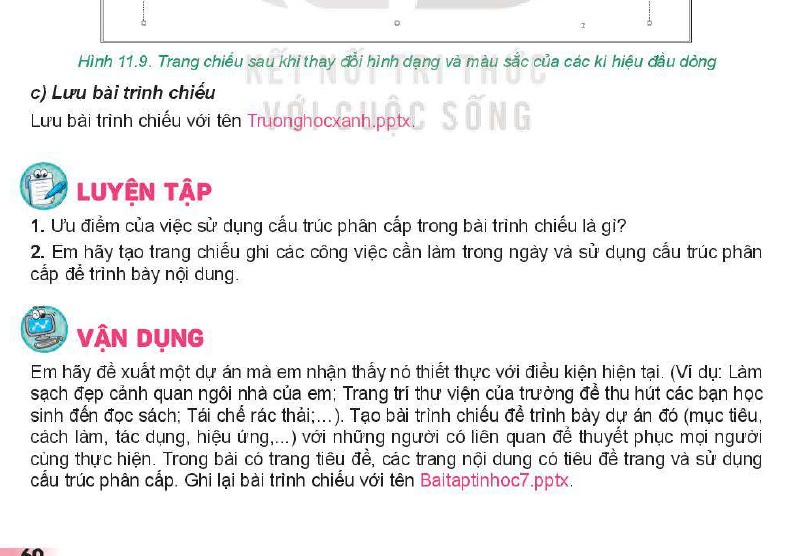 Hình 11.9. Trang chiếu sau khi thay đổi hình dạng và màu sắc của các kí hiệu đầu dòng
KẾT NỐI TRI THỨC
VỚI CUỘC SỐNG
c) Lưu bài trình chiếu
Lưu bài trình chiếu với tên Truonghocxanh.pptx.
LUYỆN TẬP
1. Ưu điểm của việc sử dụng cấu trúc phân cấp trong bài trình chiếu là gì?
2. Em hãy tạo trang chiếu ghi các công việc cần làm trong ngày và sử dụng cấu trúc phân
cấp để trình bày nội dung.
VẬN DỤNG
Em hãy đề xuất một dự án mà em nhận thấy nó thiết thực với điều kiện hiện tại. (Ví dụ: Làm
sạch đẹp cảnh quan ngôi nhà của em; Trang trí thư viện của trường để thu hút các bạn học
sinh đến đọc sách; Tái chế rác thải;...). Tạo bài trình chiếu để trình bày dự án đó (mục tiêu,
cách làm, tác dụng, hiệu ứng,...) với những người có liên quan để thuyết phục mọi người
cùng thực hiện. Trong bài có trang tiêu đề, các trang nội dung có tiêu đề trang và sử dụng
cấu trúc phân cấp. Ghi lại bài trình chiếu với tên Baitaptinhoc7.pptx.